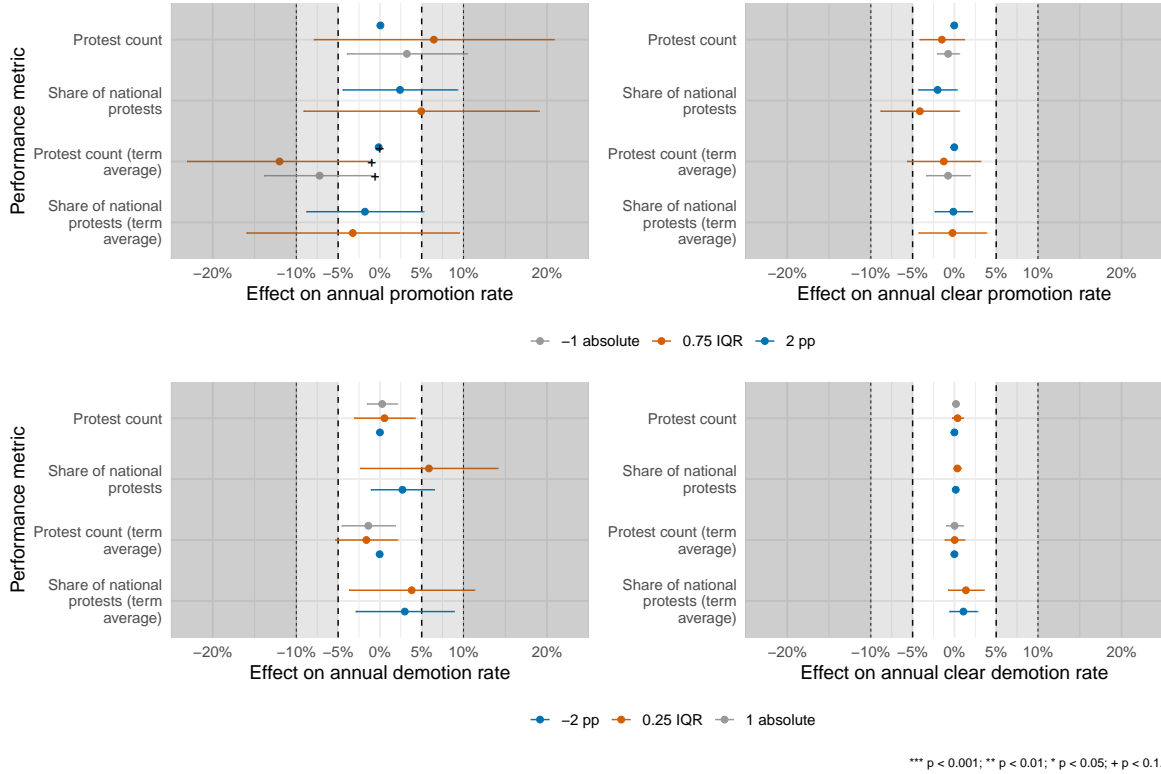 Performance metric
Protest count
Share of national
protests
Protest count (term
average)
Share of national
protests (term
average)
−20% −10% −5% 0% 5% 10% 20%
Effect on annual promotion rate
Protest count
Share of national
protests
Protest count (term
average)
Share of national
protests (term
average)
−20% −10% −5% 0% 5% 10% 20%
Effect on annual clear promotion rate
−1 absolute 0.75 IQR 2 pp
Performance metric
Protest count
Share of national
protests
Protest count (term
average)
Share of national
protests (term
average)
−20% −10% −5% 0% 5% 10% 20%
Effect on annual demotion rate
Protest count
Share of national
protests
Protest count (term
average)
Share of national
protests (term
average)
−20% −10% −5% 0% 5% 10% 20%
Effect on annual clear demotion rate
−2 pp 0.25 IQR 1 absolute
*** p < 0.001; ** p < 0.01; * p < 0.05; + p < 0.1.